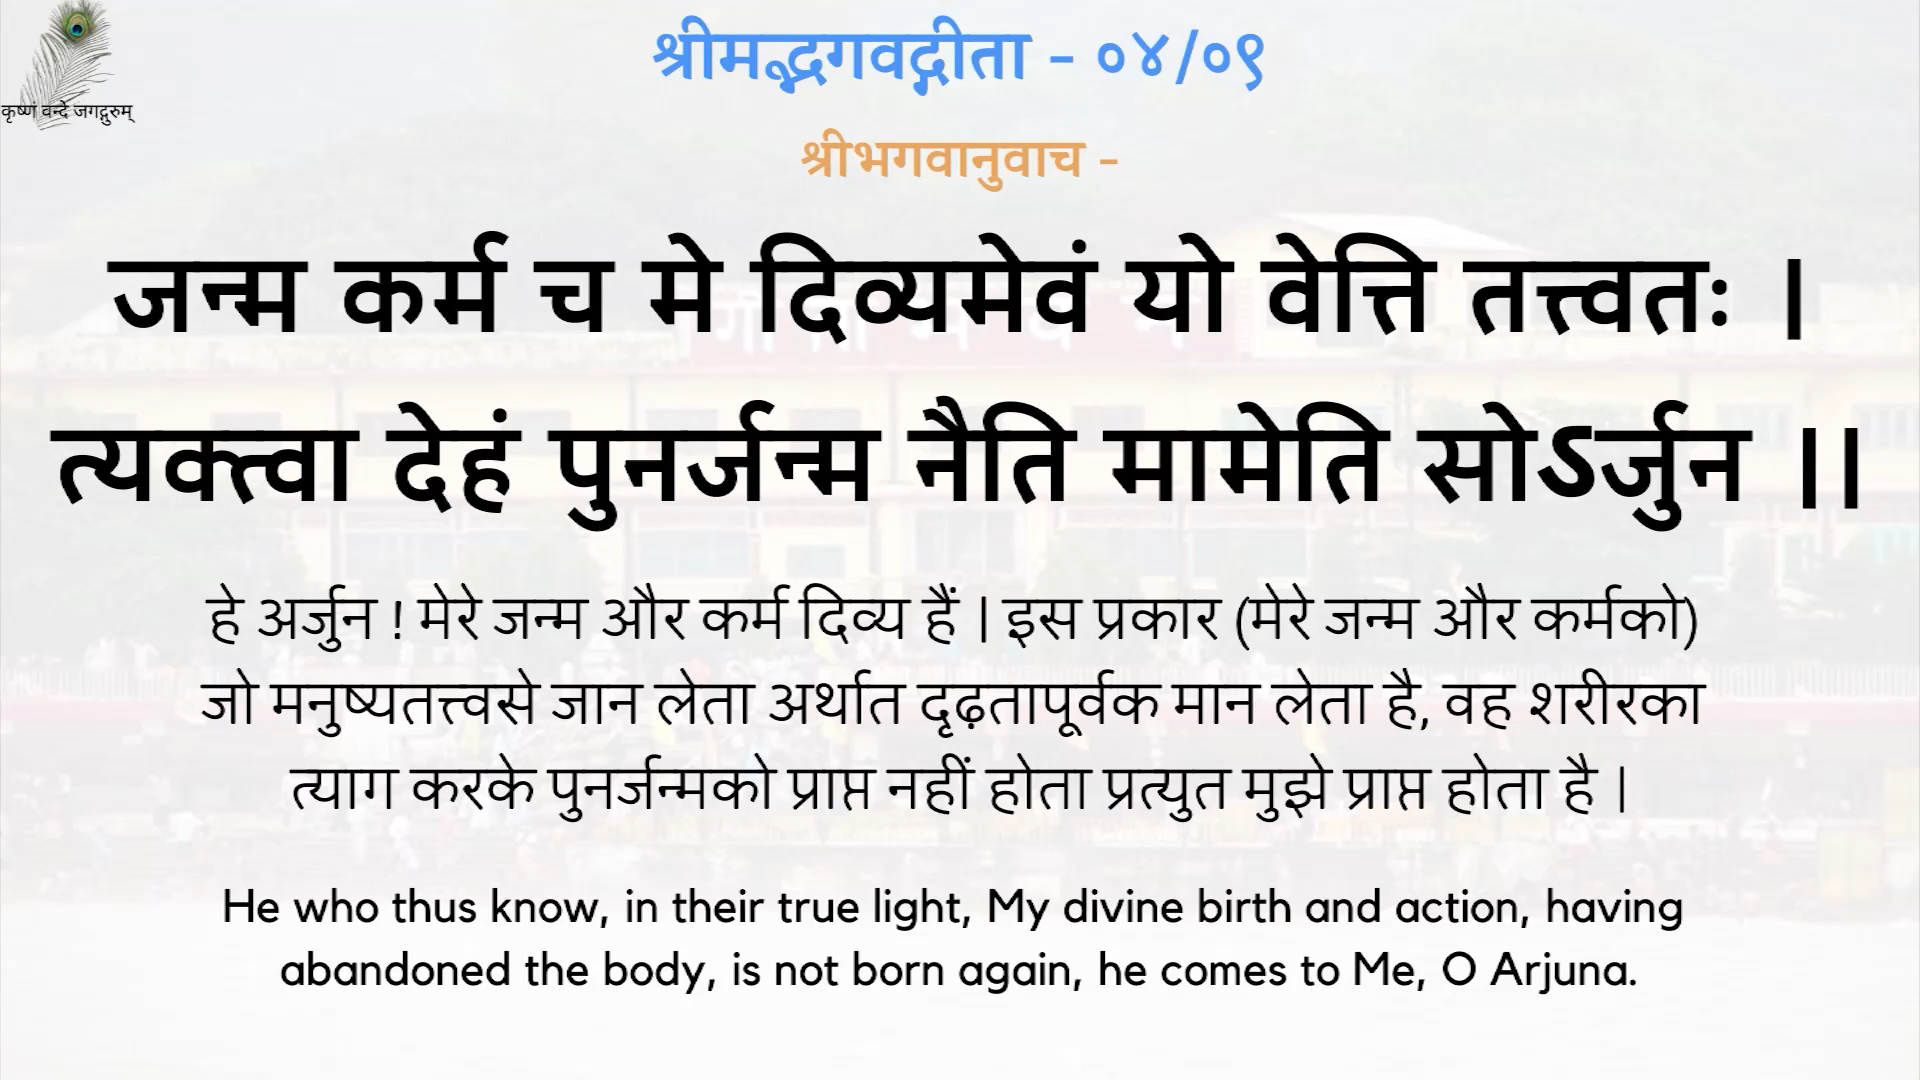 श्रीमद्भगवद्गीता - ०४/०९
कृष्णं वन्दे जगद्गुरुम्
श्रीभगवानुवाच -
जन्म कर्म च मे दिव्यमेवं यो वेत्ति तत्त्वतः |
त्यक्त्वा देहं पुनर्जन्म नैति मामेति सोऽर्जुन ||
हे अर्जुन ! मेरे जन्म और कर्म दिव्य हैं | इस प्रकार (मेरे जन्म और कर्मको)
जो मनुष्यतत्त्वसे जान लेता अर्थात दृढ़तापूर्वक मान लेता है, वह शरीरका
त्याग करके पुनर्जन्मको प्राप्त नहीं होता प्रत्युत मुझे प्राप्त होता है |
He who thus know, in their true light, My divine birth and action, having
abandoned the body, is not born again, he comes to Me, O Arjuna.